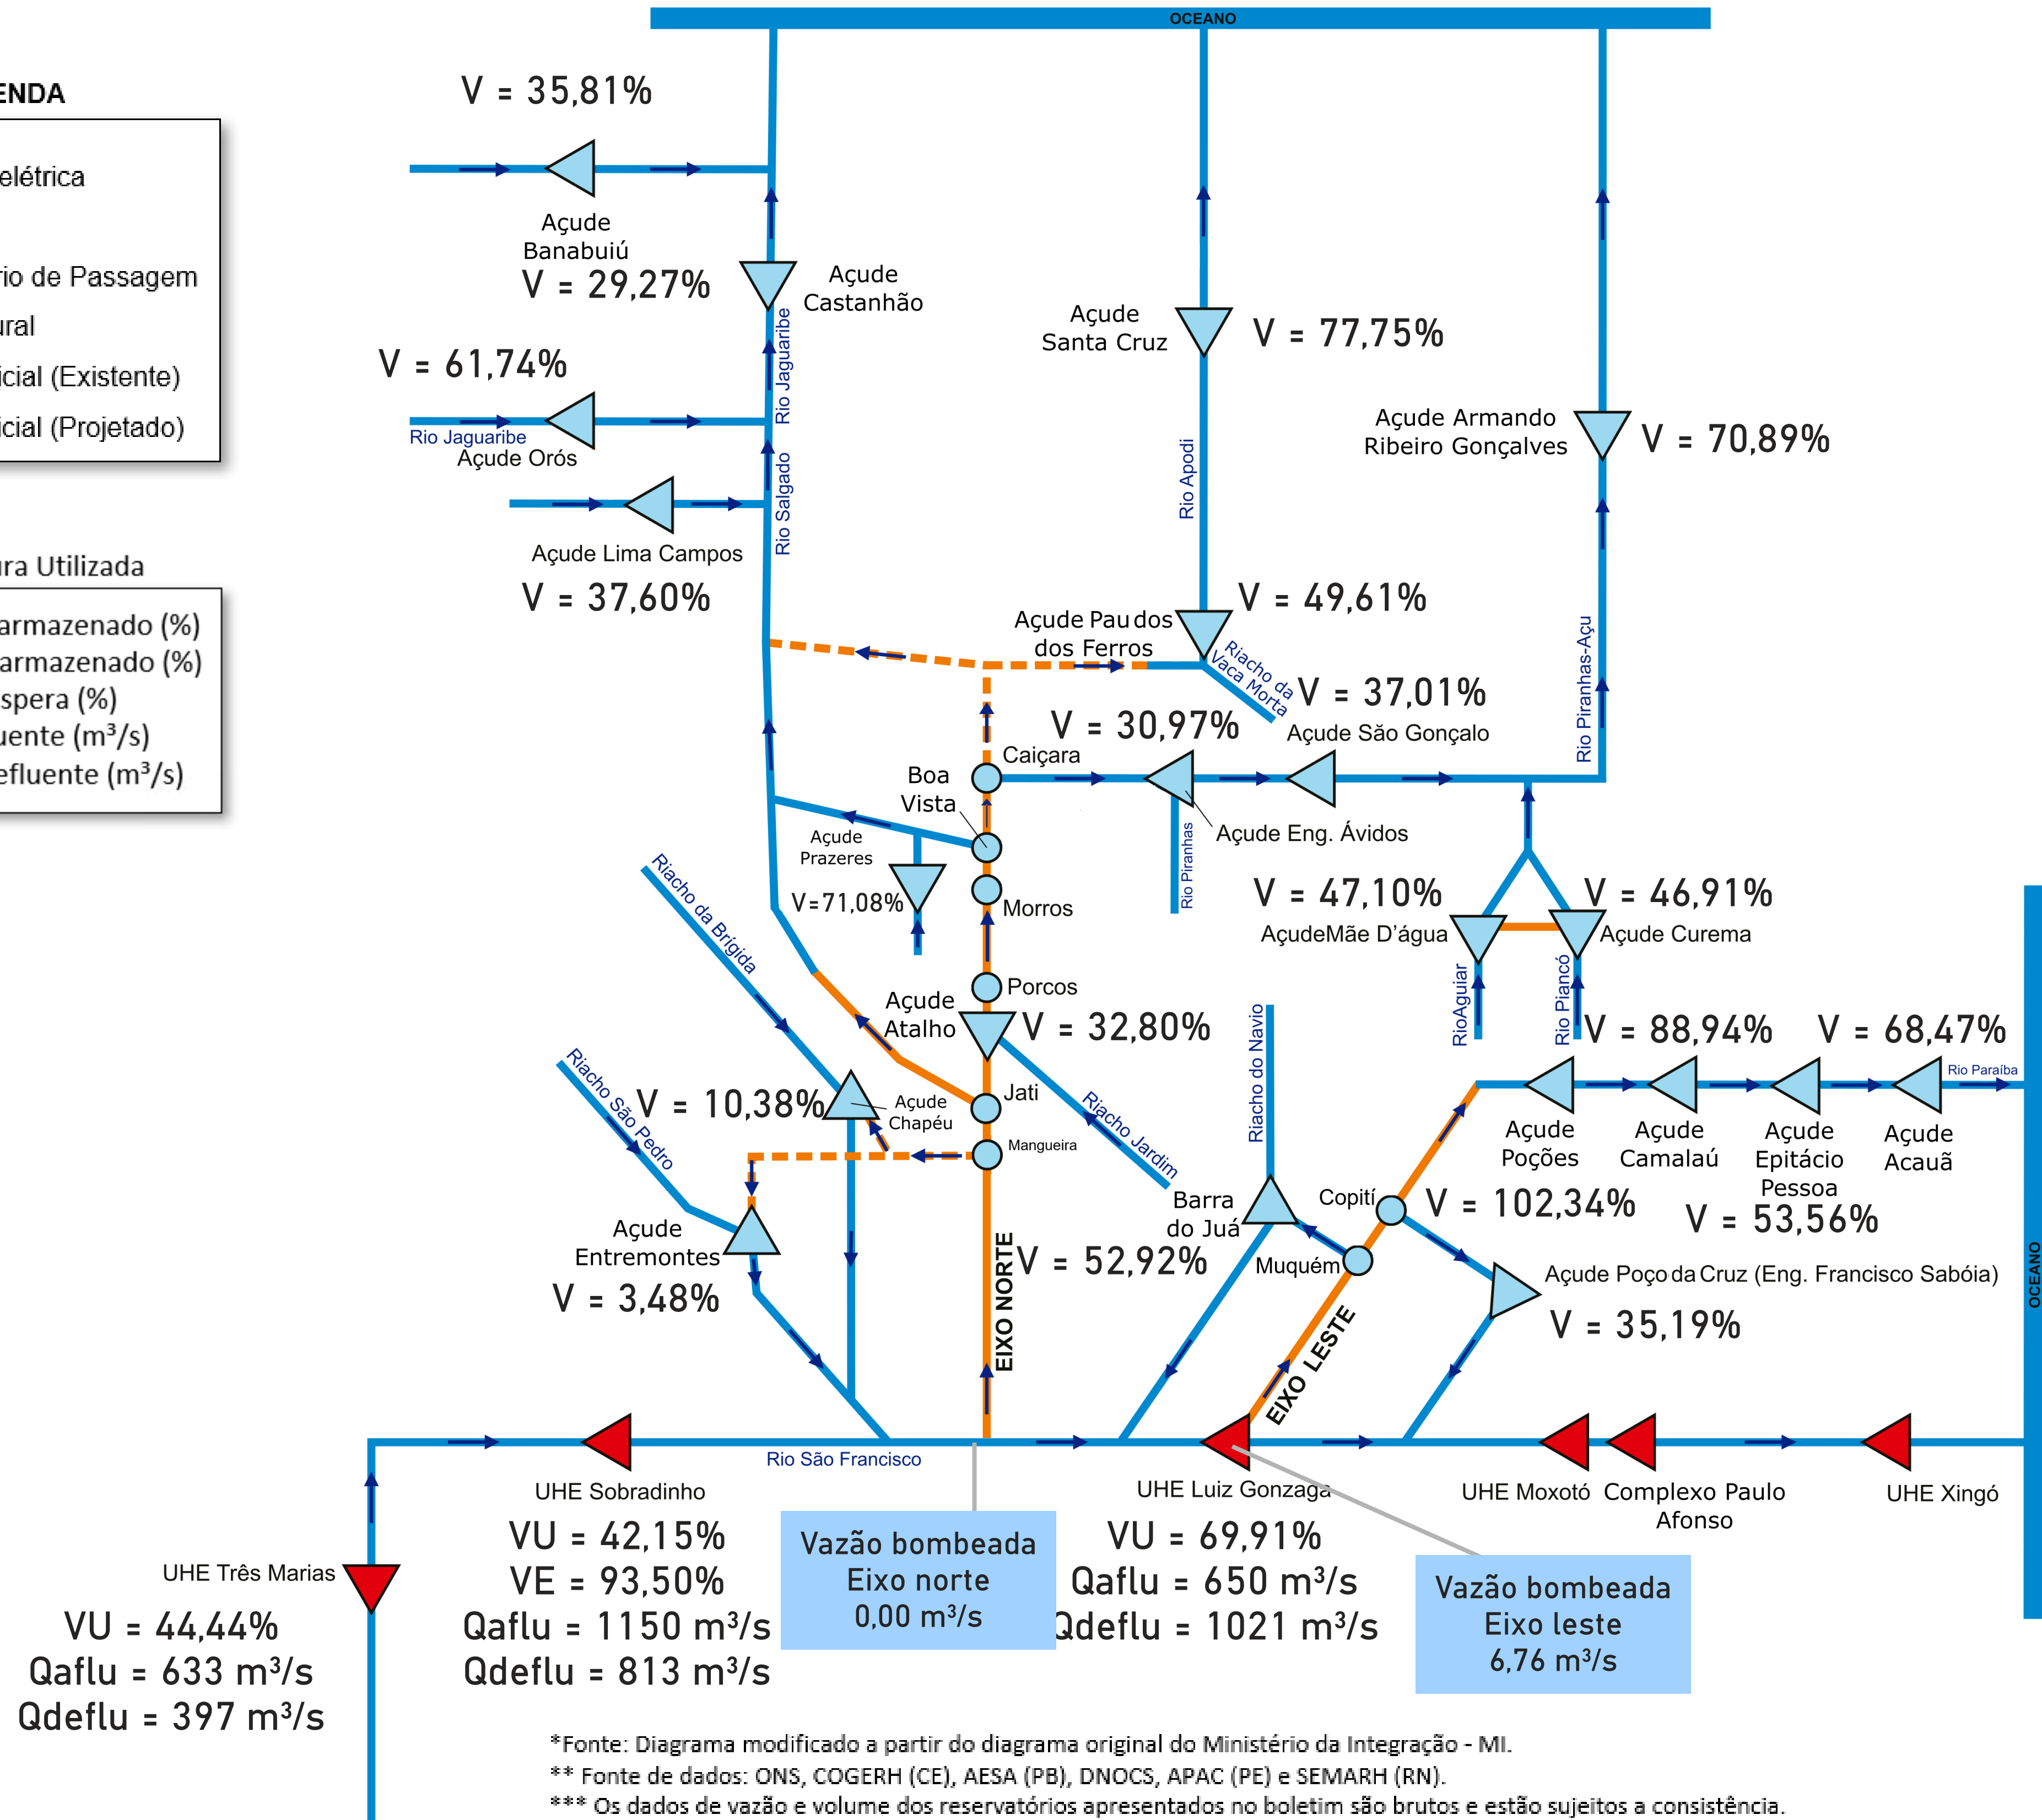 OCEANO
ENDA
elétrica
rio de Passagem
ural
icial (Existente)
icial (Projetado)
ura Utilizada
armazenado (%)
armazenado (%)
spera (%)
uente (m³/s)
efluente (m³/s)
V = 35,81%
Açude
Banabuiú
V = 29,27%
Açude
Castanhão
Rio Jaguaribe
V = 61,74%
Rio Jaguaribe
Açude Orós
Rio Salgado
Açude Lima Campos
V = 37,60%
Açude
Santa Cruz
V = 77,75%
Rio Apodi
Açude Armando
Ribeiro Gonçalves
V = 70,89%
Açude Pau dos
dos Ferros
V = 49,61%
Riacho da
Vaca Morta
V = 37,01%
Açude São Gonçalo
Rio Piranhas-Açu
V = 30,97%
Caiçara
Boa
Vista
Açude Eng. Ávidos
Rio Piranhas
Açude
Prazeres
V=71,08%
Morros
Riacho da Brígida
V = 47,10%
AçudeMãe D'água
V = 46,91%
Açude Curema
RioAguiar
Rio Piancó
Porcos
Açude
Atalho
V = 32,80%
Riacho do Navio
V = 88,94%
V = 68,47%
Rio Paraíba
Riacho São Pedro
V = 10,38%
Açude
Chapéu
Jati
Mangueira
Riacho Jardim
Açude
Poções
Açude
Camalaú
Açude
Epitácio
Pessoa
Açude
Acauã
V = 102,34%
V = 53,56%
Barra
do Juá
Copití
V = 52,92%
Muquém
Açude
Entremontes
V = 3,48%
EIXO NORTE
EIXO LESTE
Açude Poço da Cruz (Eng. Francisco Sabóia)
V = 35,19%
OCEANO
Rio São Francisco
UHE Sobradinho
VU = 42,15%
VE = 93,50%
Qaflu = 1150 m³/s
Qdeflu = 813 m³/s
Vazão bombeada
Eixo norte
0,00 m³/s
UHE Luiz Gonzaga
VU = 69,91%
Qaflu = 650 m³/s
Qdeflu = 1021 m³/s
Vazão bombeada
Eixo leste
6,76 m³/s
UHE Moxotó
Complexo Paulo
Afonso
UHE Xingó
UHE Três Marias
VU = 44,44%
Qaflu = 633 m³/s
Qdeflu = 397 m³/s
*Fonte: Diagrama modificado a partir do diagrama original do Ministério da Integração - MI.
** Fonte de dados: ONS, COGERH (CE), AESA (PB), DNOCS, APAC (PE) e SEMARH (RN).
*** Os dados de vazão e volume dos reservatórios apresentados no boletim são brutos e estão sujeitos a consistência.